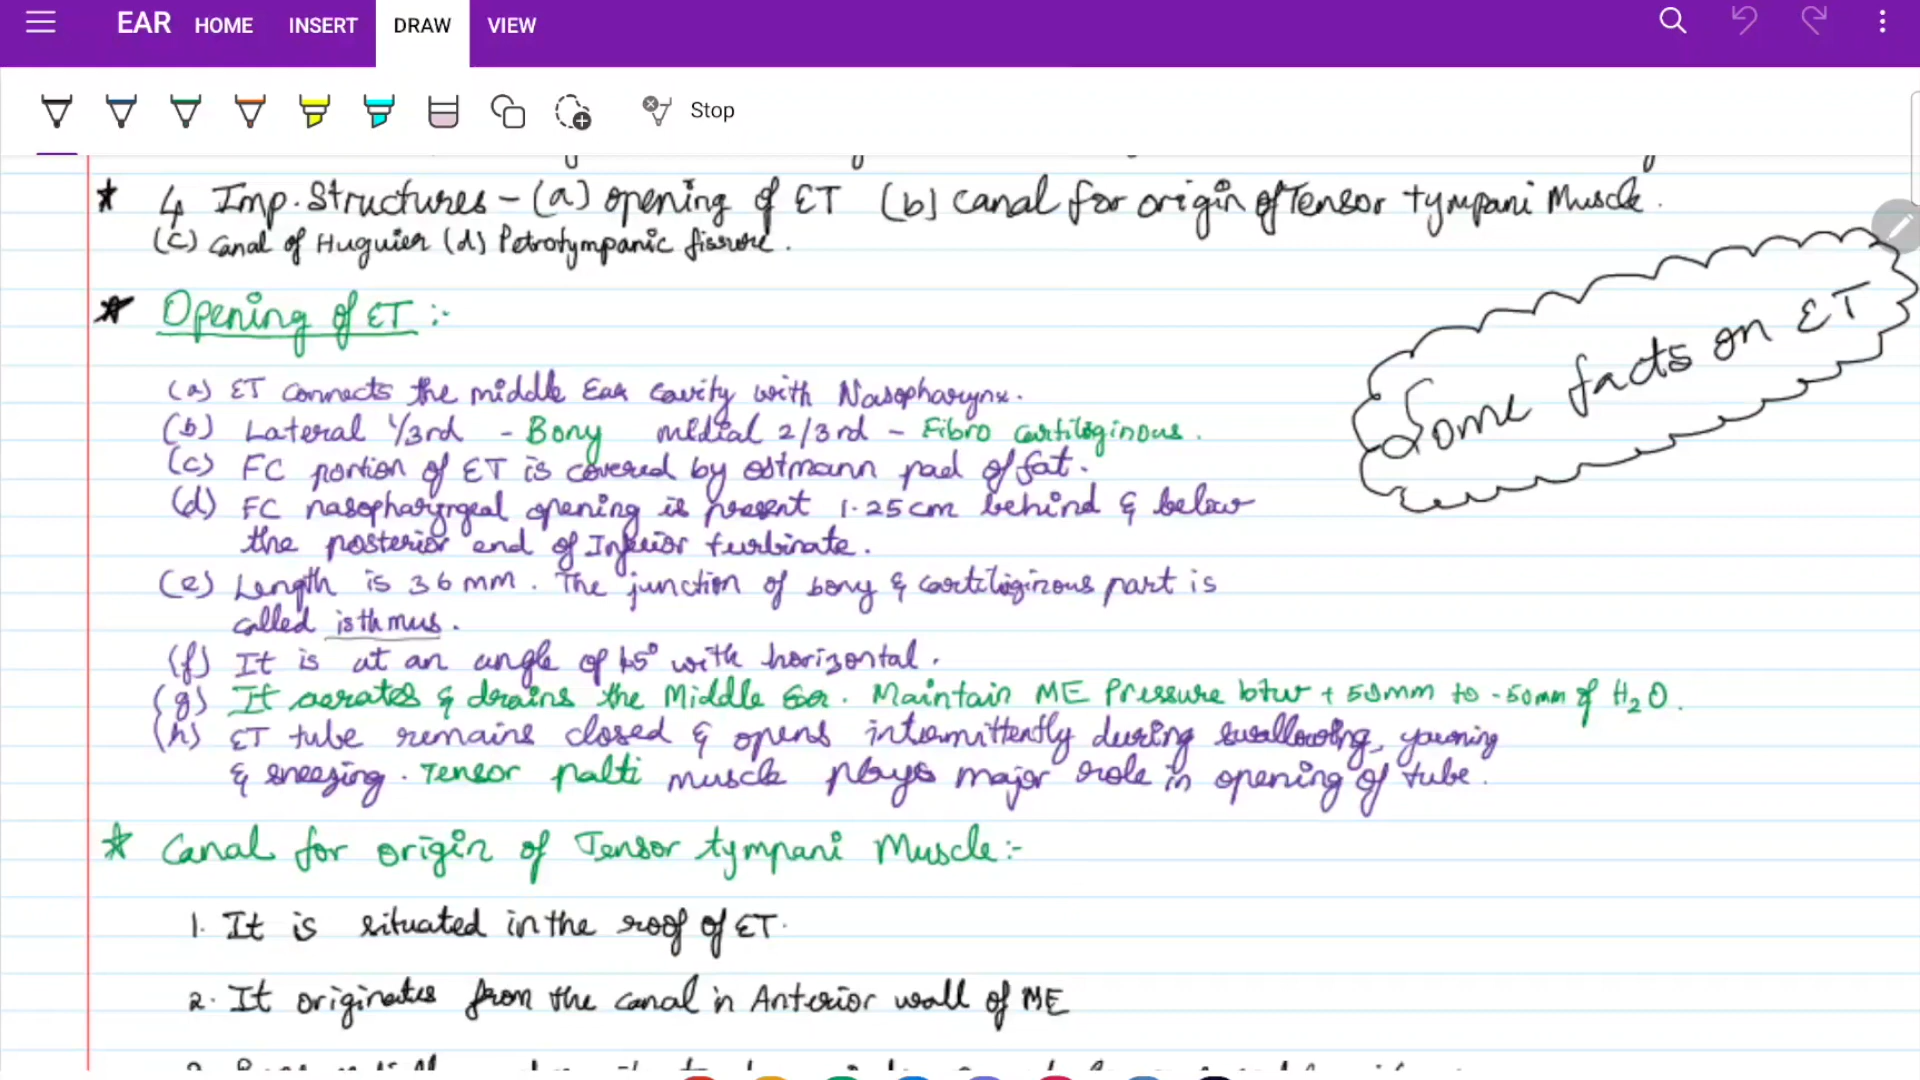 EAR HOME INSERT DRAW VIEW
Stop
★ 4 Imp. Structures - (a) opening of ET (b) Canal for origin of Tensor tympani Muscle.
(c) Canal of Huguier (d) Petrotympanic fissure.
★ Opening of ET :-
Some facts on ET
(a) ET Connects the middle Ear Cavity with Nasopharynx.
(b) Lateral 1/3rd - Bony medial 2/3rd - Fibro Cartiloginous.
(c) FC portion of ET is covered by ostmann pad of fat.
(d) FC nasopharyngeal opening is present 1.25cm behind & below
the posterior end of Inferior turbinate.
(e) Length is 36mm. The junction of bony & cartiloginous part is
called isthmus.
(f) It is at an angle of 45° with horizontal.
(g) It aerates & drains the Middle Ear. Maintain ME Pressure btw +50mm to -50mm of H₂O.
(h) ET tube remains closed & opens intermittently during swallowing, yawning
& sneezing. Tensor palti muscle plays major role in opening of tube.
★ Canal for origin of Tensor tympani Muscle:-
1. It is situated in the roof of ET.
2. It originates from the canal in Anterior wall of ME